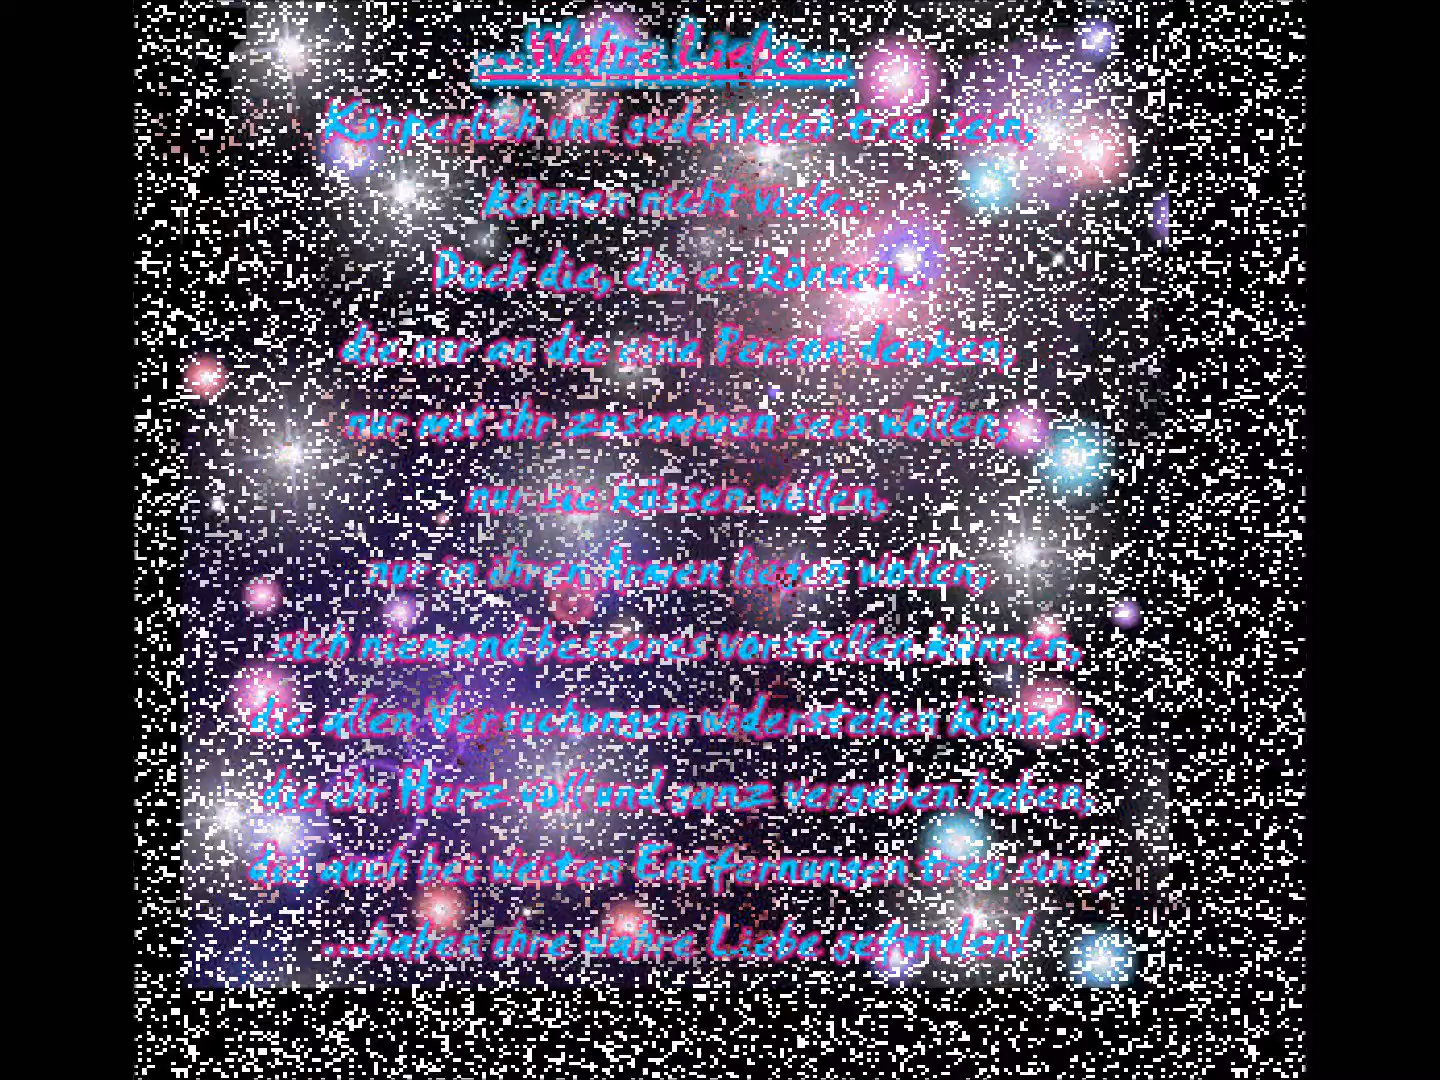 ...Wahre Liebe...
Körperlich und gedanklich treu sein,
können nicht viele..
Doch die, die es können..
die nur an die eine Person denken,
nur mit ihr zusammen sein wollen,
nur sie küssen wollen,
nur in ihren Armen liegen wollen,
sich niemand besseres vorstellen können,
die allen Versuchungen widerstehen können,
die ihr Herz voll und ganz vergeben haben,
die auch bei weiten Entfernungen treu sind,
...haben ihre wahre Liebe gefunden!